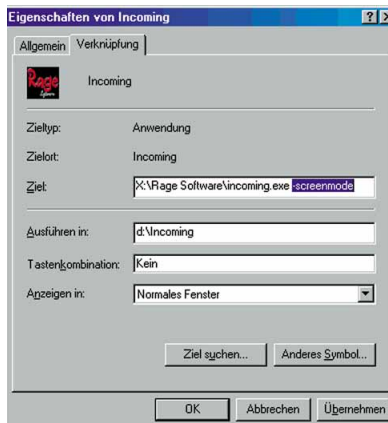 Eigenschaften von Incoming
Allgemein Verknüpfung
Rage
Incoming
Zieltyp: Anwendung
Zielort: Incoming
Ziel: X:\Rage Software\incoming.exe -screenmode
Ausführen in: d:\Incoming
Tastenkombination: Kein
Anzeigen in: Normales Fenster
Ziel suchen... Anderes Symbol...
OK Abbrechen Übernehmen